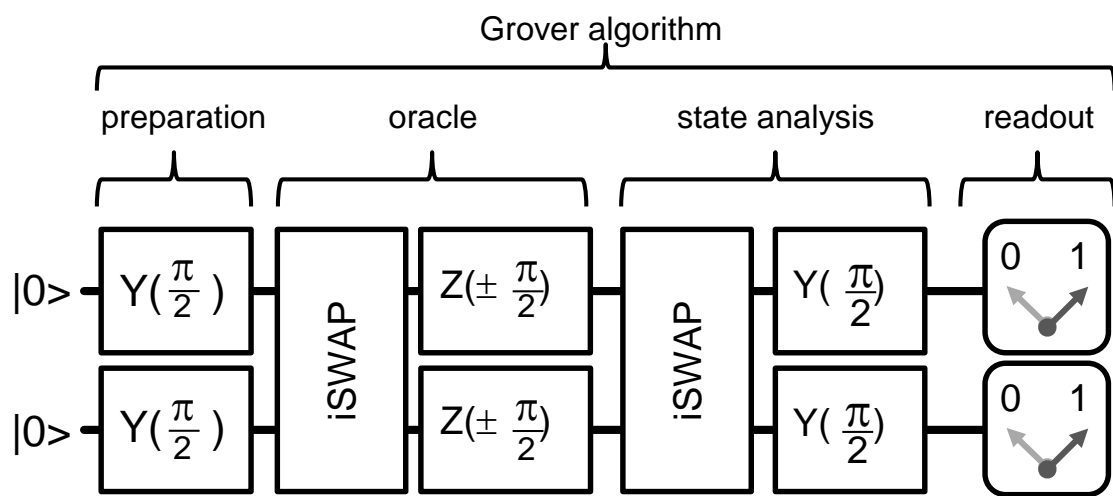 Grover algorithm
preparation oracle state analysis readout
|0> Y(π/2) iSWAP Z(± π/2) iSWAP Y(π/2) 0 1
|0> Y(π/2) Z(± π/2) Y(π/2) 0 1